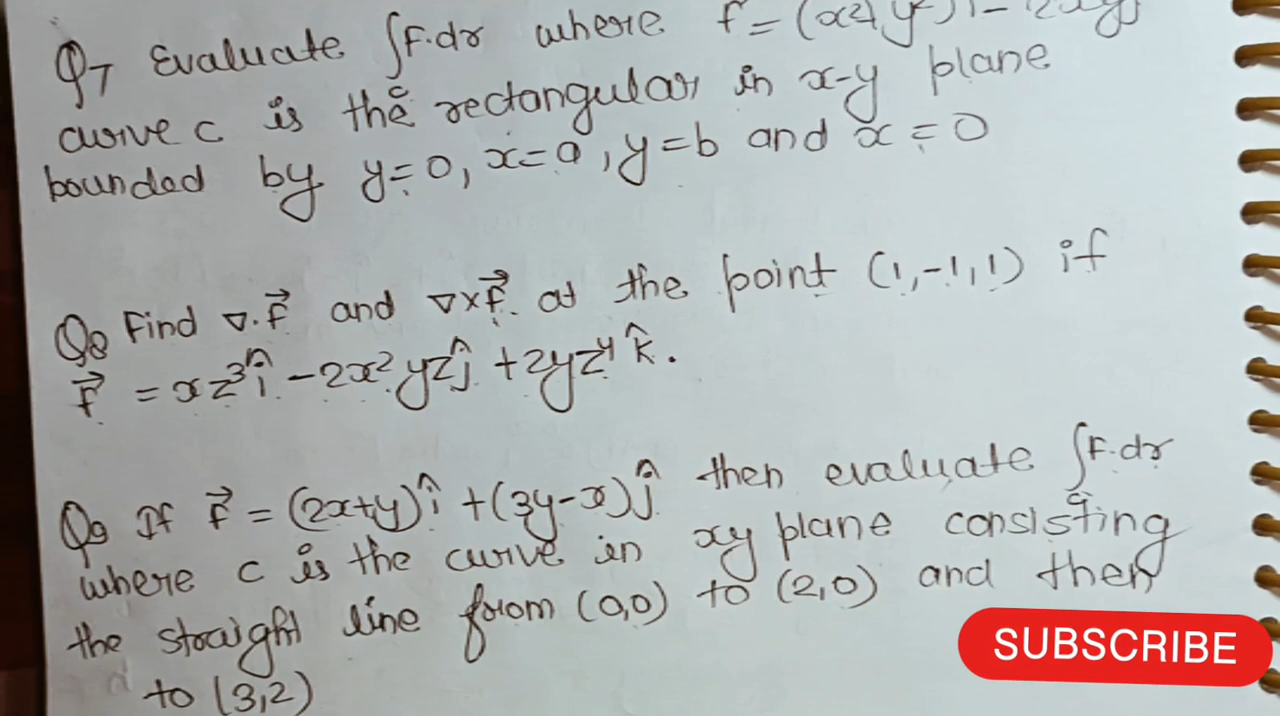 Q7 Evaluate ∫F.dr where F = (x²+y²)i - 2xyj
c
curve c is the rectangular in x-y plane
bounded by y=0, x=a, y=b and x=0
Q8 Find ∇.f⃗ and ∇×f⃗. at the point (1,-1,1) if
f⃗ = xz³î - 2x²yzĵ + 2yz⁴k̂.
Q9 If f⃗ = (2x+y)î + (3y-x)ĵ then evaluate ∫F.dr
c
where c is the curve in xy plane consisting
the straight line from (0,0) to (2,0) and then
to (3,2)
SUBSCRIBE